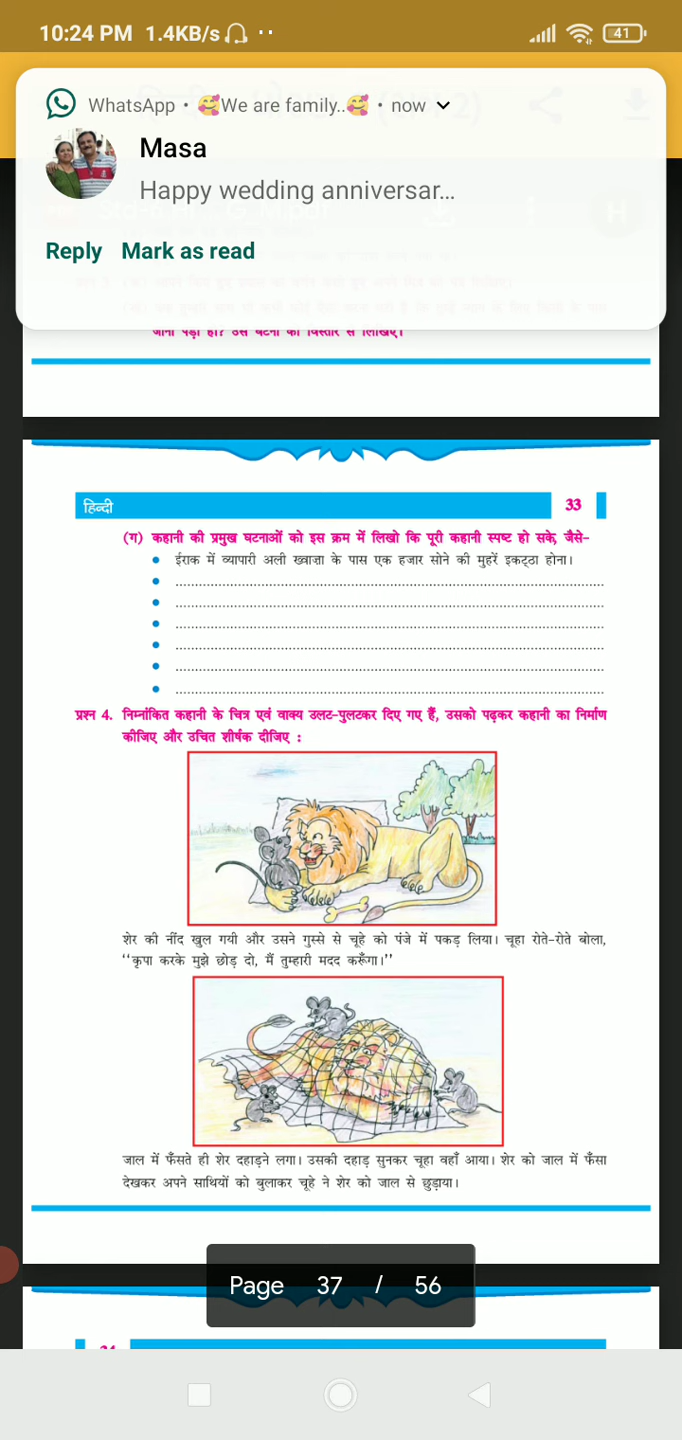 10:24 PM 1.4KB/s 41
WhatsApp • 🥰We are family..🥰 • now
Masa
Happy wedding anniversar...
Reply Mark as read
जाना पड़ा हो? उस घटना को विस्तार से लिखिए।
हिन्दी 33
(ग) कहानी की प्रमुख घटनाओं को इस क्रम में लिखो कि पूरी कहानी स्पष्ट हो सके, जैसे-
• ईराक में व्यापारी अली ख्वाजा के पास एक हजार सोने की मुहरें इकट्ठा होना।
प्रश्न 4. निम्नांकित कहानी के चित्र एवं वाक्य उलट-पुलटकर दिए गए हैं, उसको पढ़कर कहानी का निर्माण
कीजिए और उचित शीर्षक दीजिए :
शेर की नींद खुल गयी और उसने गुस्से से चूहे को पंजे में पकड़ लिया। चूहा रोते-रोते बोला,
‘‘कृपा करके मुझे छोड़ दो, मैं तुम्हारी मदद करूँगा।’’
जाल में फँसते ही शेर दहाड़ने लगा। उसकी दहाड़ सुनकर चूहा वहाँ आया। शेर को जाल में फँसा
देखकर अपने साथियों को बुलाकर चूहे ने शेर को जाल से छुड़ाया।
Page 37 / 56